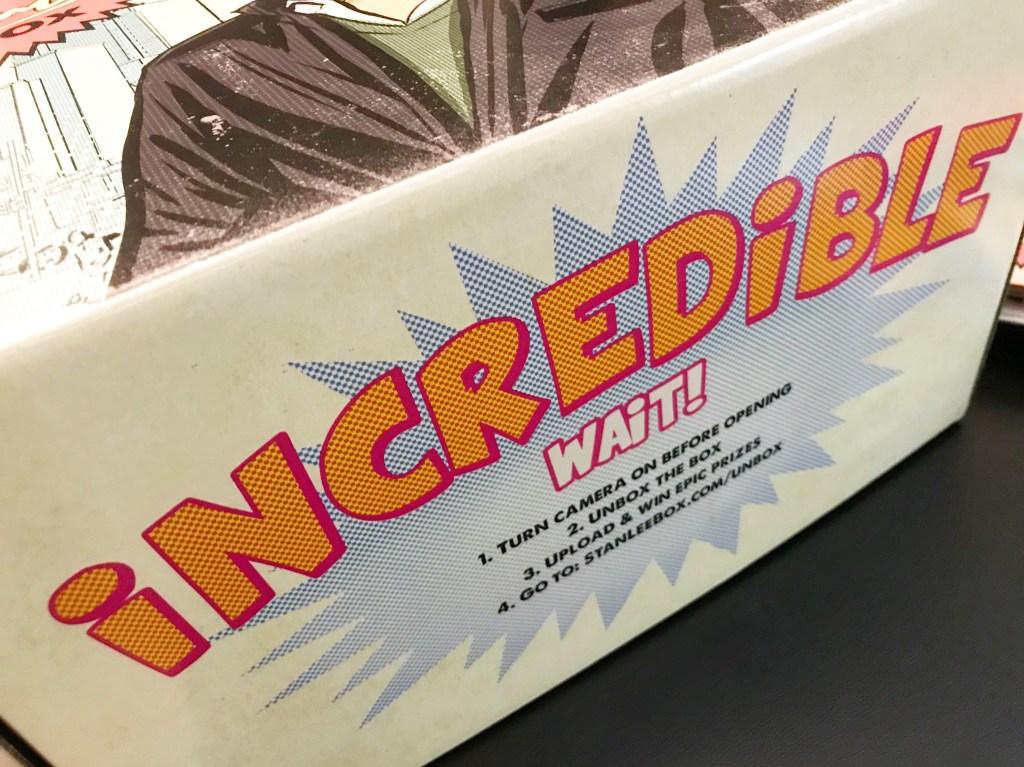 OX
iNCREDiBLE
WAiT!
1. TURN CAMERA ON BEFORE OPENING
2. UNBOX THE BOX
3. UPLOAD & WIN EPIC PRIZES
4. GO TO: STANLEEBOX.COM/UNBOX